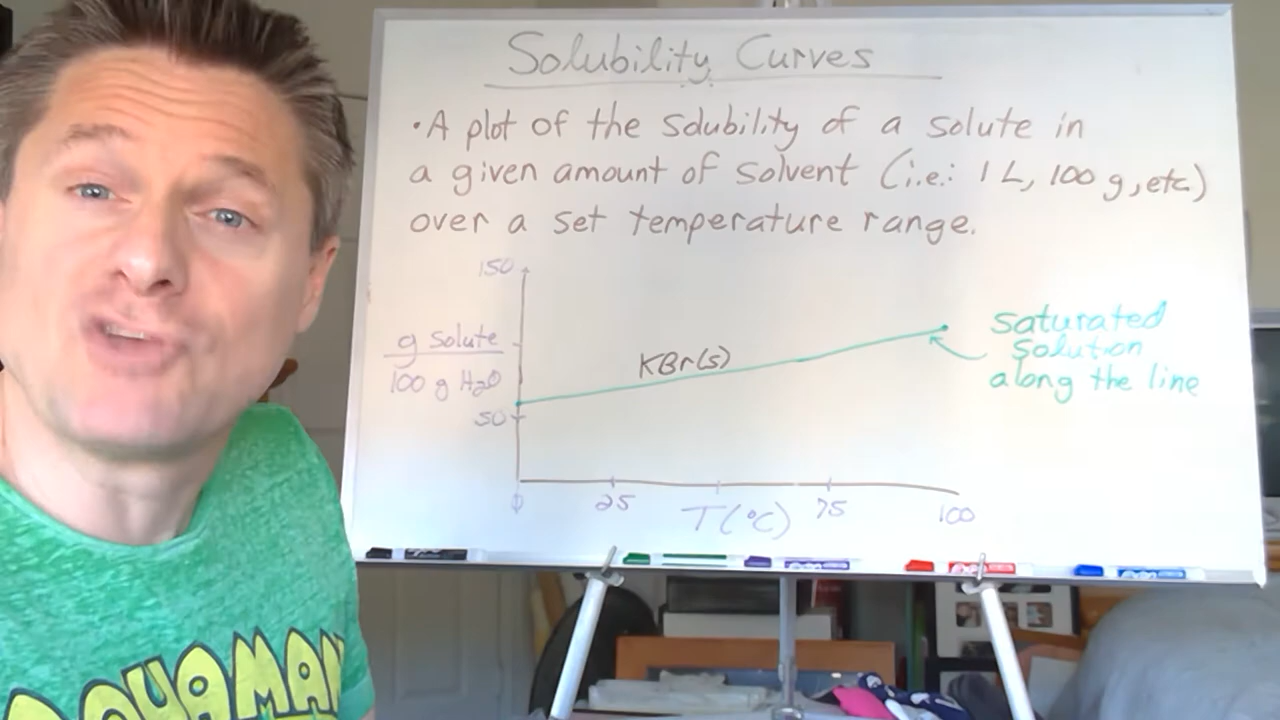 Solubility Curves
• A plot of the solubility of a solute in
a given amount of solvent (i.e.: 1 L, 100 g, etc.)
over a set temperature range.
150
g solute
100 g H2O
50
KBr(s)
saturated
solution
along the line
0 25 T(°C) 75 100
AQUAMAN